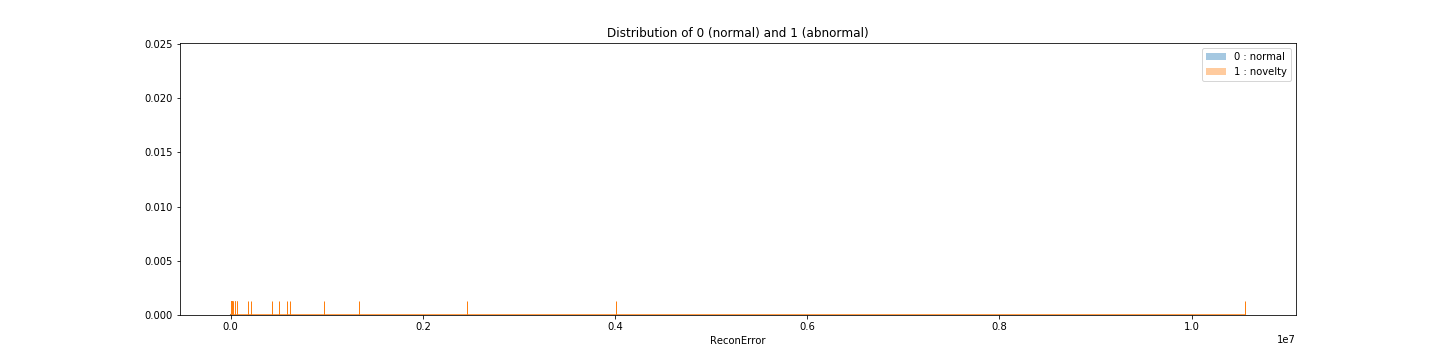 Distribution of 0 (normal) and 1 (abnormal)
0.025
0 : normal
1 : novelty
0.020
0.015
0.010
0.005
0.000
0.0 0.2 0.4 0.6 0.8 1.0
ReconError
1e7